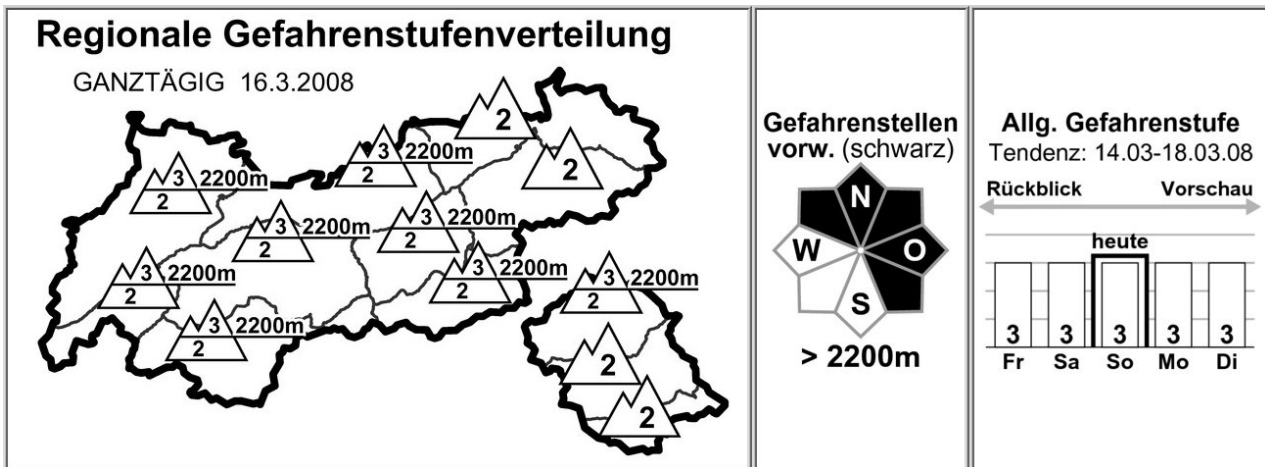 Regionale Gefahrenstufenverteilung
GANZTÄGIG 16.3.2008
2
3 2200m
2
2
3 2200m
2
3 2200m
2
3 2200m
2
3 2200m
2
3 2200m
2
3 2200m
2
3 2200m
2
2
2
Gefahrenstellen
vorw. (schwarz)
N
W O
S
> 2200m
Allg. Gefahrenstufe
Tendenz: 14.03-18.03.08
Rückblick Vorschau
heute
3 3 3 3 3
Fr Sa So Mo Di